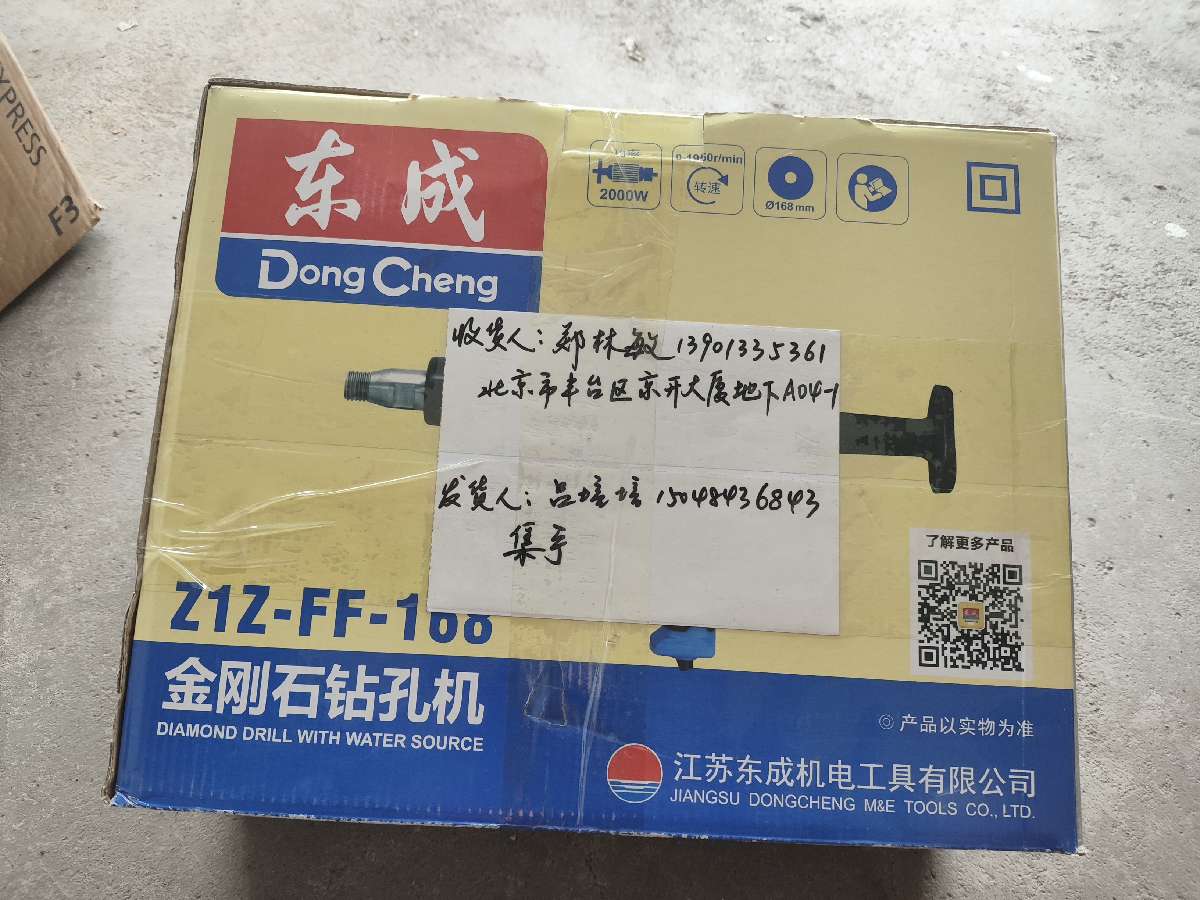 XPRESS
F3
东成
DongCheng
功率
2000W
0-1960r/min
转速
Ø168mm
收货人：郑林敏 13901335361
北京市丰台区京开大厦地下A04-1
发货人：吕培培 15048436843
集宁
了解更多产品
Z1Z-FF-168
金刚石钻孔机
DIAMOND DRILL WITH WATER SOURCE
◎产品以实物为准
江苏东成机电工具有限公司
JIANGSU DONGCHENG M&E TOOLS CO., LTD.